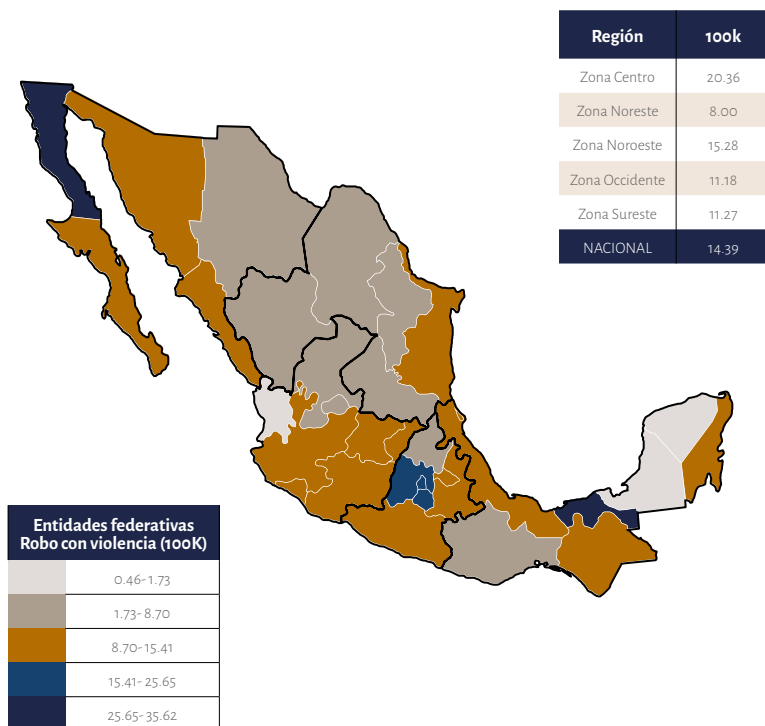 Región 100k
Zona Centro 20.36
Zona Noreste 8.00
Zona Noroeste 15.28
Zona Occidente 11.18
Zona Sureste 11.27
NACIONAL 14.39
Entidades federativas
Robo con violencia (100K)
0.46-1.73
1.73-8.70
8.70-15.41
15.41-25.65
25.65-35.62